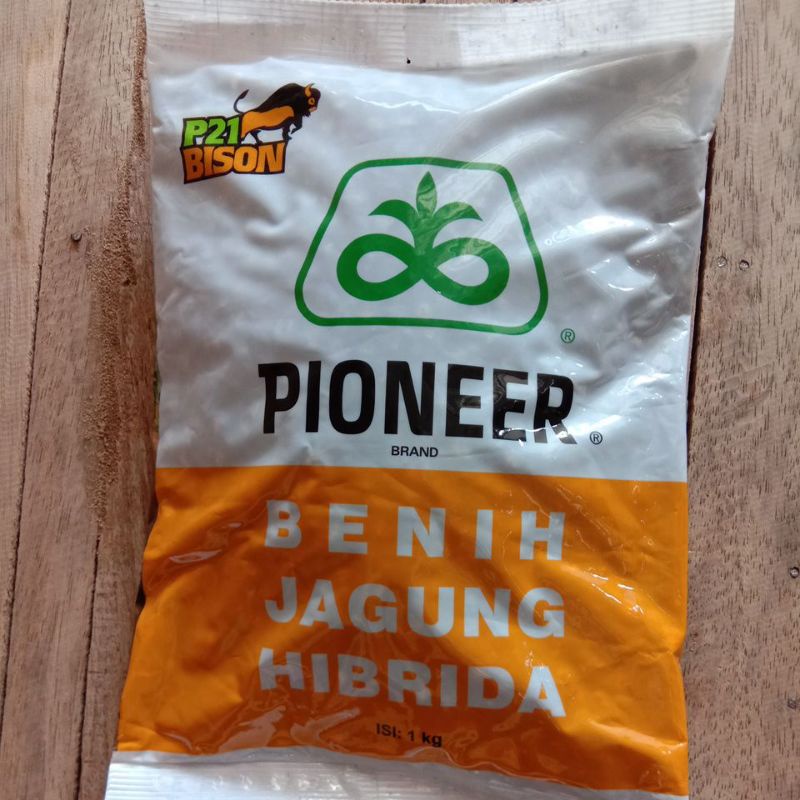 P21
BISON
®
PIONEER®
BRAND
BENIH
JAGUNG
HIBRIDA
ISI: 1 kg